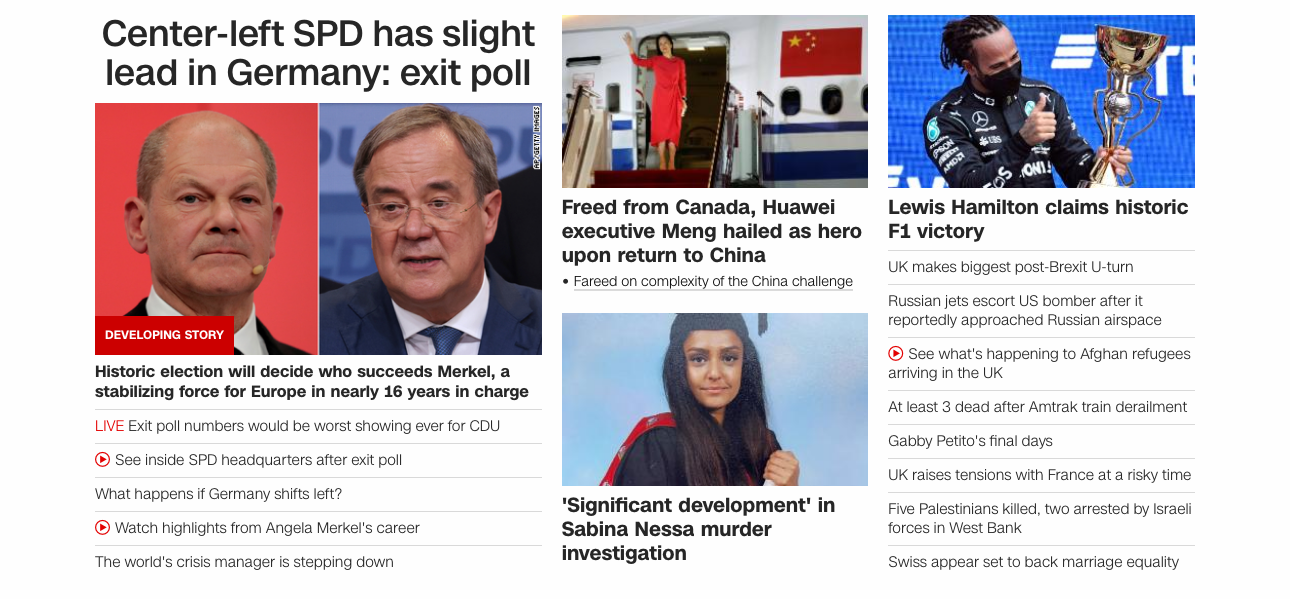 Center-left SPD has slight
lead in Germany: exit poll
AP/GETTY IMAGES
DEVELOPING STORY
Historic election will decide who succeeds Merkel, a
stabilizing force for Europe in nearly 16 years in charge
LIVE Exit poll numbers would be worst showing ever for CDU
See inside SPD headquarters after exit poll
What happens if Germany shifts left?
Watch highlights from Angela Merkel's career
The world's crisis manager is stepping down
Freed from Canada, Huawei
executive Meng hailed as hero
upon return to China
• Fareed on complexity of the China challenge
'Significant development' in
Sabina Nessa murder
investigation
UBS
AMD
Lewis Hamilton claims historic
F1 victory
UK makes biggest post-Brexit U-turn
Russian jets escort US bomber after it
reportedly approached Russian airspace
See what's happening to Afghan refugees
arriving in the UK
At least 3 dead after Amtrak train derailment
Gabby Petito's final days
UK raises tensions with France at a risky time
Five Palestinians killed, two arrested by Israeli
forces in West Bank
Swiss appear set to back marriage equality